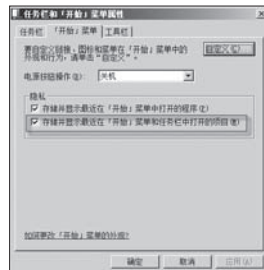 任务栏和「开始」菜单属性
任务栏 「开始」菜单 工具栏
要自定义链接、图标和菜单在「开始」菜单中的
外观和行为，请单击"自定义"。
自定义(C)...
电源按钮操作(B): 关机
隐私
存储并显示最近在「开始」菜单中打开的程序(P)
存储并显示最近在「开始」菜单和任务栏中打开的项目(M)
如何更改「开始」菜单的外观?
确定 取消 应用(A)